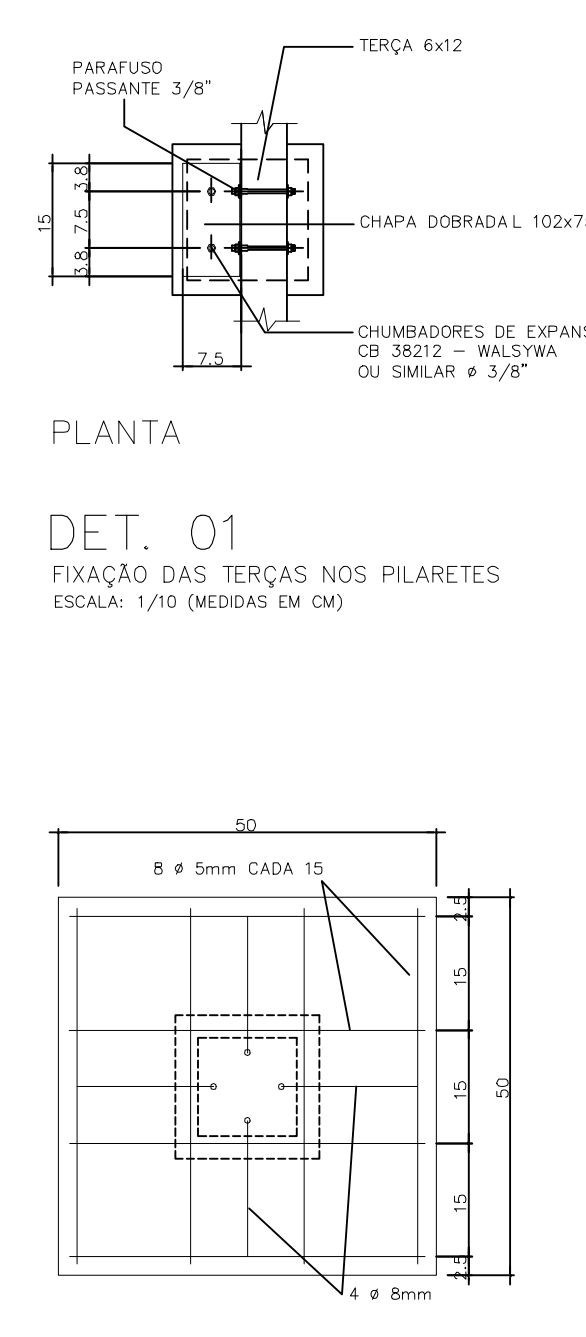 TERÇA 6x12
PARAFUSO
PASSANTE 3/8"
3.8
7.5
15
3.8
CHAPA DOBRADA L 102x7
CHUMBADORES DE EXPANS
CB 38212 – WALSYWA
OU SIMILAR ø 3/8"
7.5
PLANTA
DET. 01
FIXAÇÃO DAS TERÇAS NOS PILARETES
ESCALA: 1/10 (MEDIDAS EM CM)
50
8 ø 5mm CADA 15
2.5
15
15
50
15
2.5
4 ø 8mm